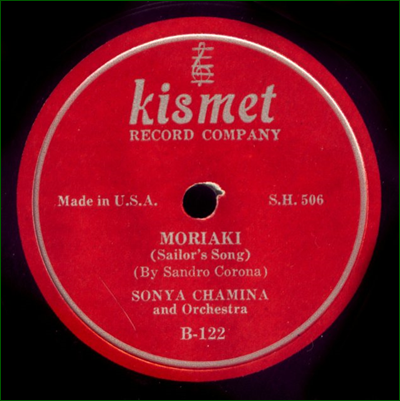 kismet
RECORD COMPANY
Made in U.S.A. S.H. 506
MORIAKI
(Sailor's Song)
(By Sandro Corona)
SONYA CHAMINA
and Orchestra
B-122